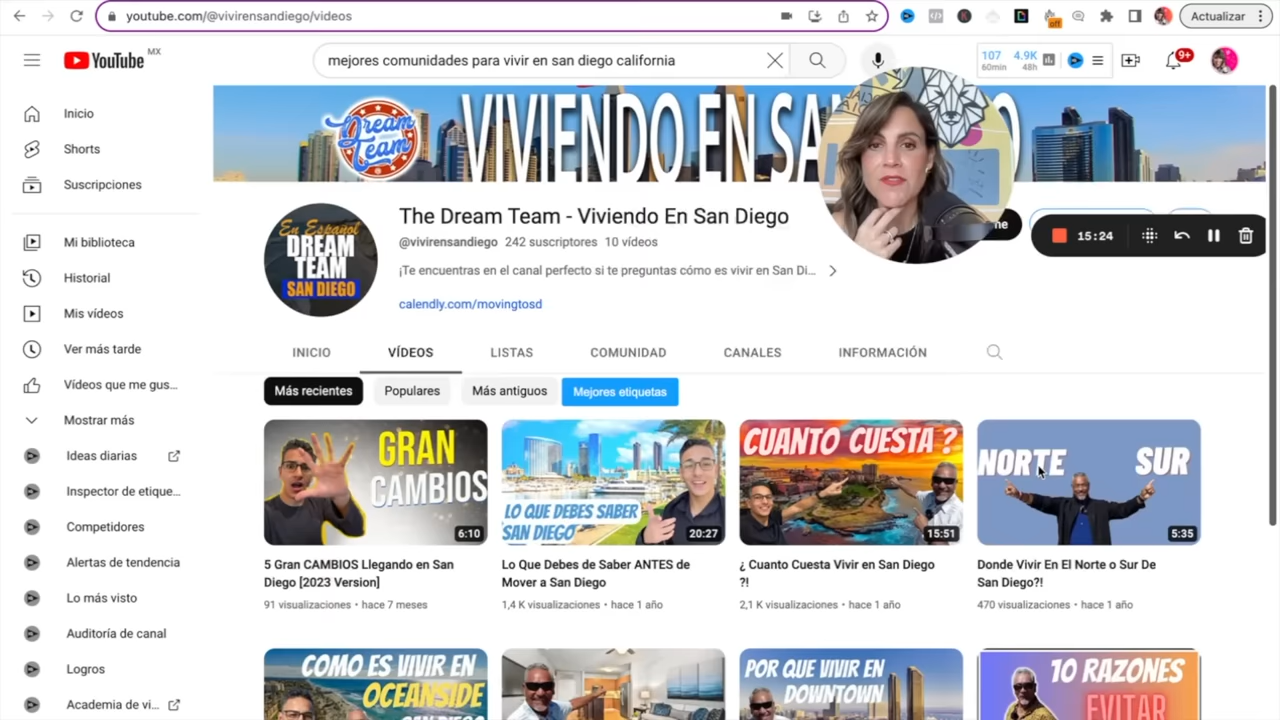 youtube.com/@vivirensandiego/videos
off
Actualizar
YouTube MX
mejores comunidades para vivir en san diego california
107
60min
4.9K
48h
9+
Inicio
Shorts
Suscripciones
Mi biblioteca
Historial
Mis vídeos
Ver más tarde
Vídeos que me gus...
Mostrar más
Ideas diarias
Inspector de etique...
Competidores
Alertas de tendencia
Lo más visto
Auditoría de canal
Logros
Academia de vi...
Dream Team
VIVIENDO EN SA
O
En Español
DREAM
TEAM
SAN DIEGO
The Dream Team - Viviendo En San Diego
@vivirensandiego 242 suscriptores 10 vídeos
¡Te encuentras en el canal perfecto si te preguntas cómo es vivir en San Di...
calendly.com/movingtosd
ne
15:24
INICIO
VÍDEOS
LISTAS
COMUNIDAD
CANALES
INFORMACIÓN
Más recientes
Populares
Más antiguos
Mejores etiquetas
GRAN
CAMBIOS
6:10
5 Gran CAMBIOS Llegando en San
Diego [2023 Version]
91 visualizaciones • hace 7 meses
LO QUE DEBES SABER
SAN DIEGO
20:27
Lo Que Debes de Saber ANTES de
Mover a San Diego
1,4 K visualizaciones • hace 1 año
CUANTO CUESTA ?
15:51
¿ Cuanto Cuesta Vivir en San Diego
?!
2,1 K visualizaciones • hace 1 año
NORTE
SUR
5:35
Donde Vivir En El Norte o Sur De
San Diego?!
470 visualizaciones • hace 1 año
COMO ES VIVIR EN
OCEANSIDE
SAN DIEGO
POR QUE VIVIR EN
DOWNTOWN
10 RAZONES
EVITAR